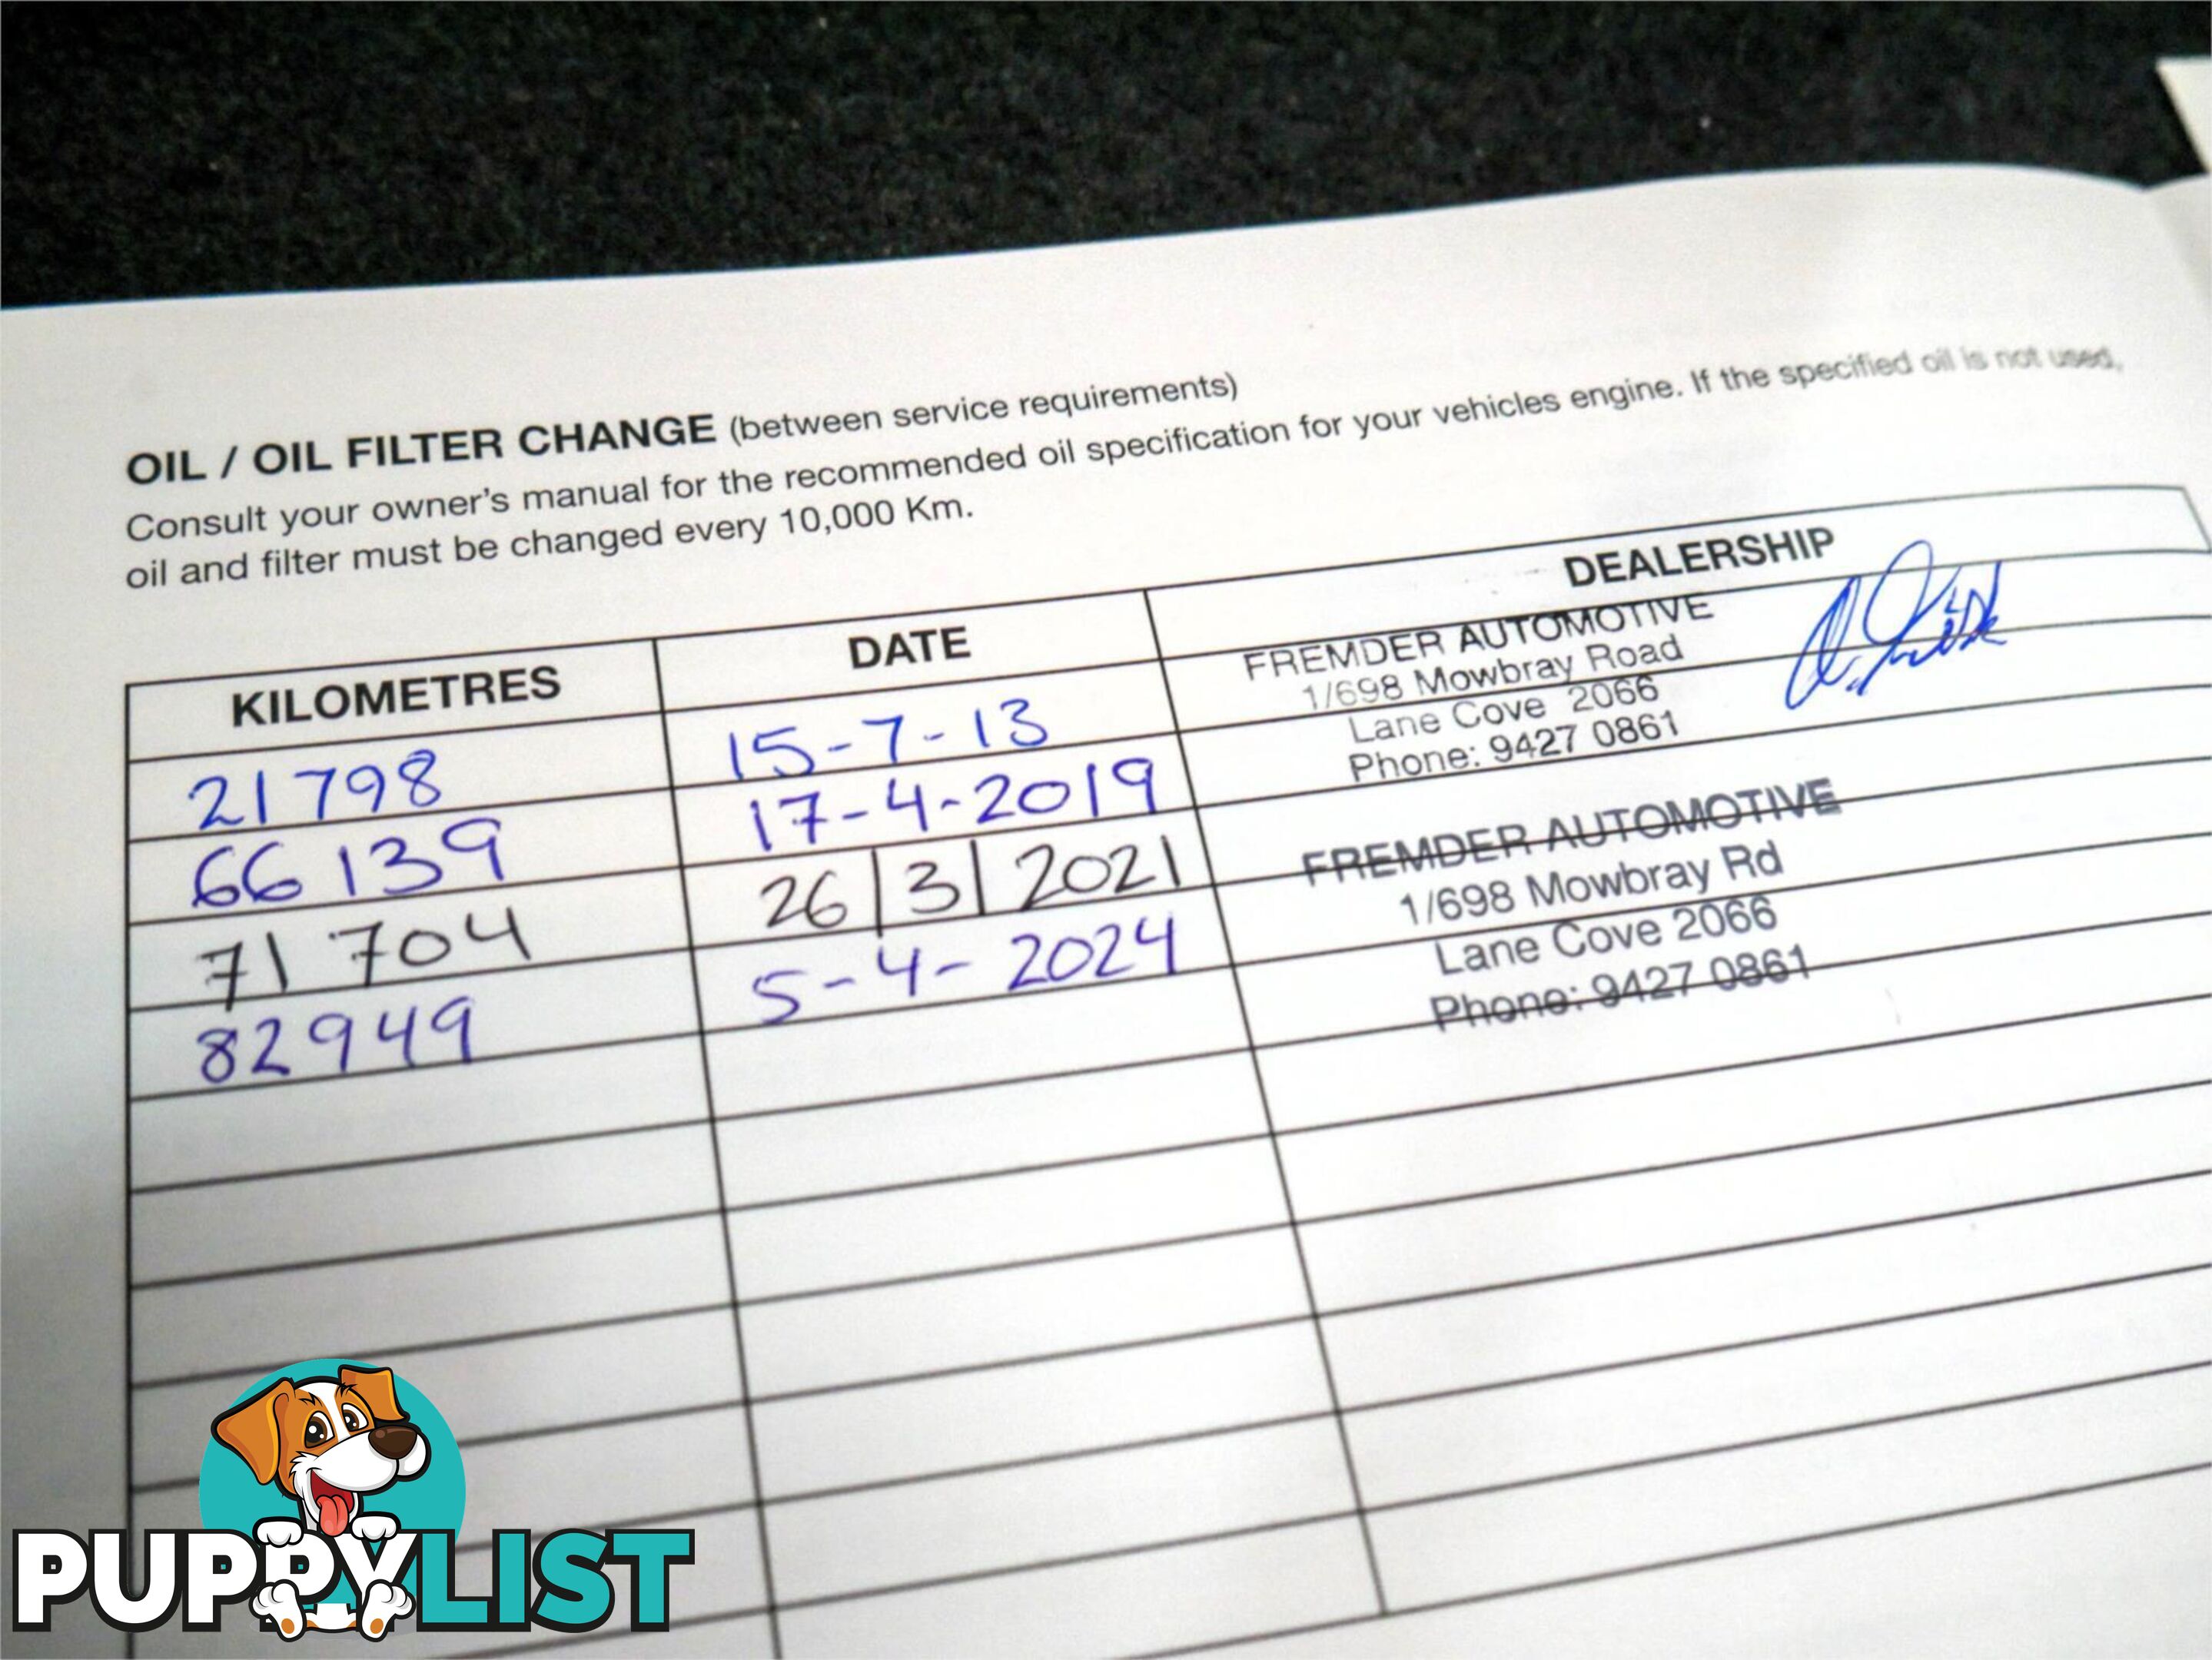 OIL / OIL FILTER CHANGE (between service requirements)
Consult your owner's manual for the recommended oil specification for your vehicles engine. If the specified oil is not used,
oil and filter must be changed every 10,000 Km.
KILOMETRES DATE DEALERSHIP
21798 15-7-13
66139 17-4-2019
71 704 26/3/2021
82949 5-4-2024
FREMDER AUTOMOTIVE
1/698 Mowbray Road
Lane Cove 2066
Phone: 9427 0861
FREMDER AUTOMOTIVE
1/698 Mowbray Rd
Lane Cove 2066
Phone: 9427 0861
PUPPYLIST